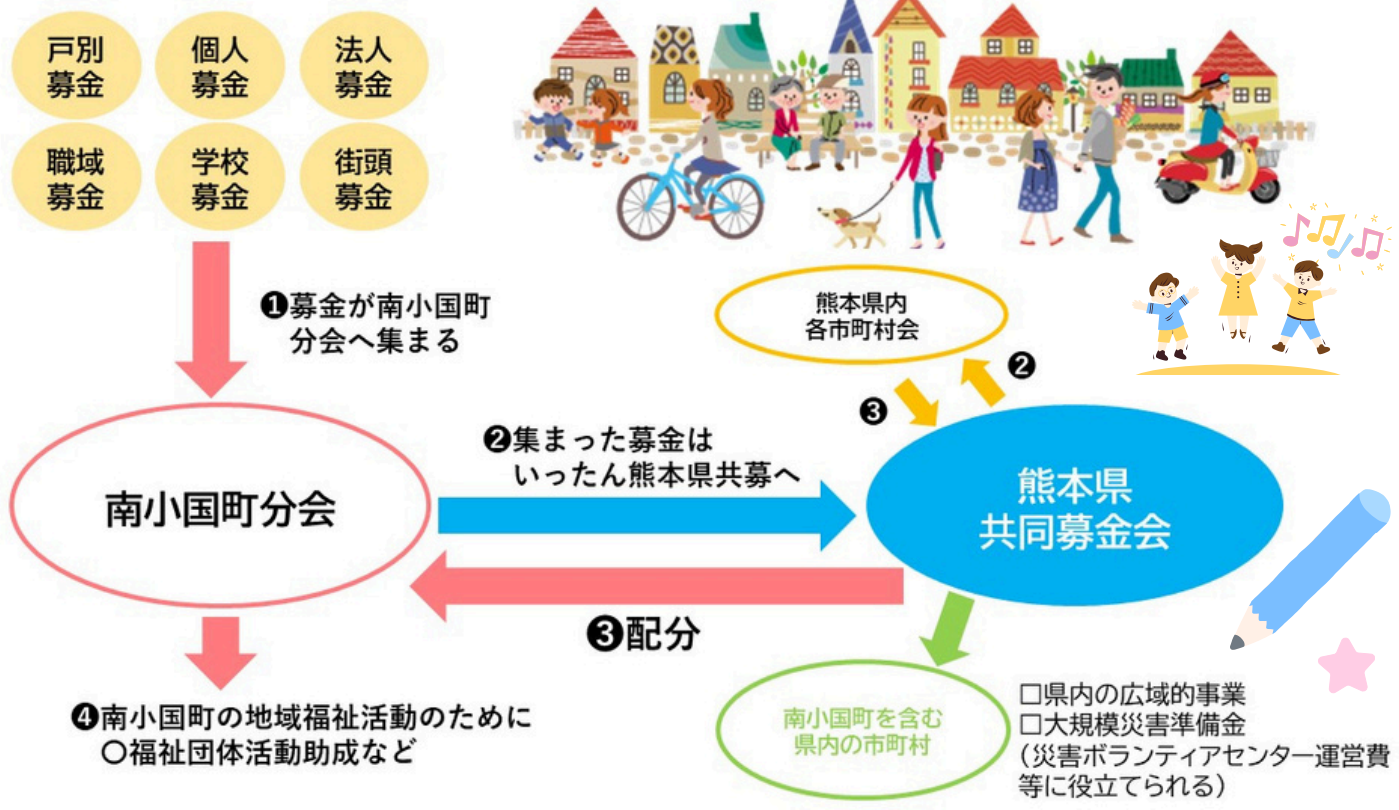 戸別
募金
個人
募金
法人
募金
職域
募金
学校
募金
街頭
募金
❶募金が南小国町
分会へ集まる
熊本県内
各市町村会
❷
❸
❷集まった募金は
いったん熊本県共募へ
南小国町分会
熊本県
共同募金会
❸配分
❹南小国町の地域福祉活動のために
〇福祉団体活動助成など
南小国町を含む
県内の市町村
□県内の広域的事業
□大規模災害準備金
（災害ボランティアセンター運営費
等に役立てられる）